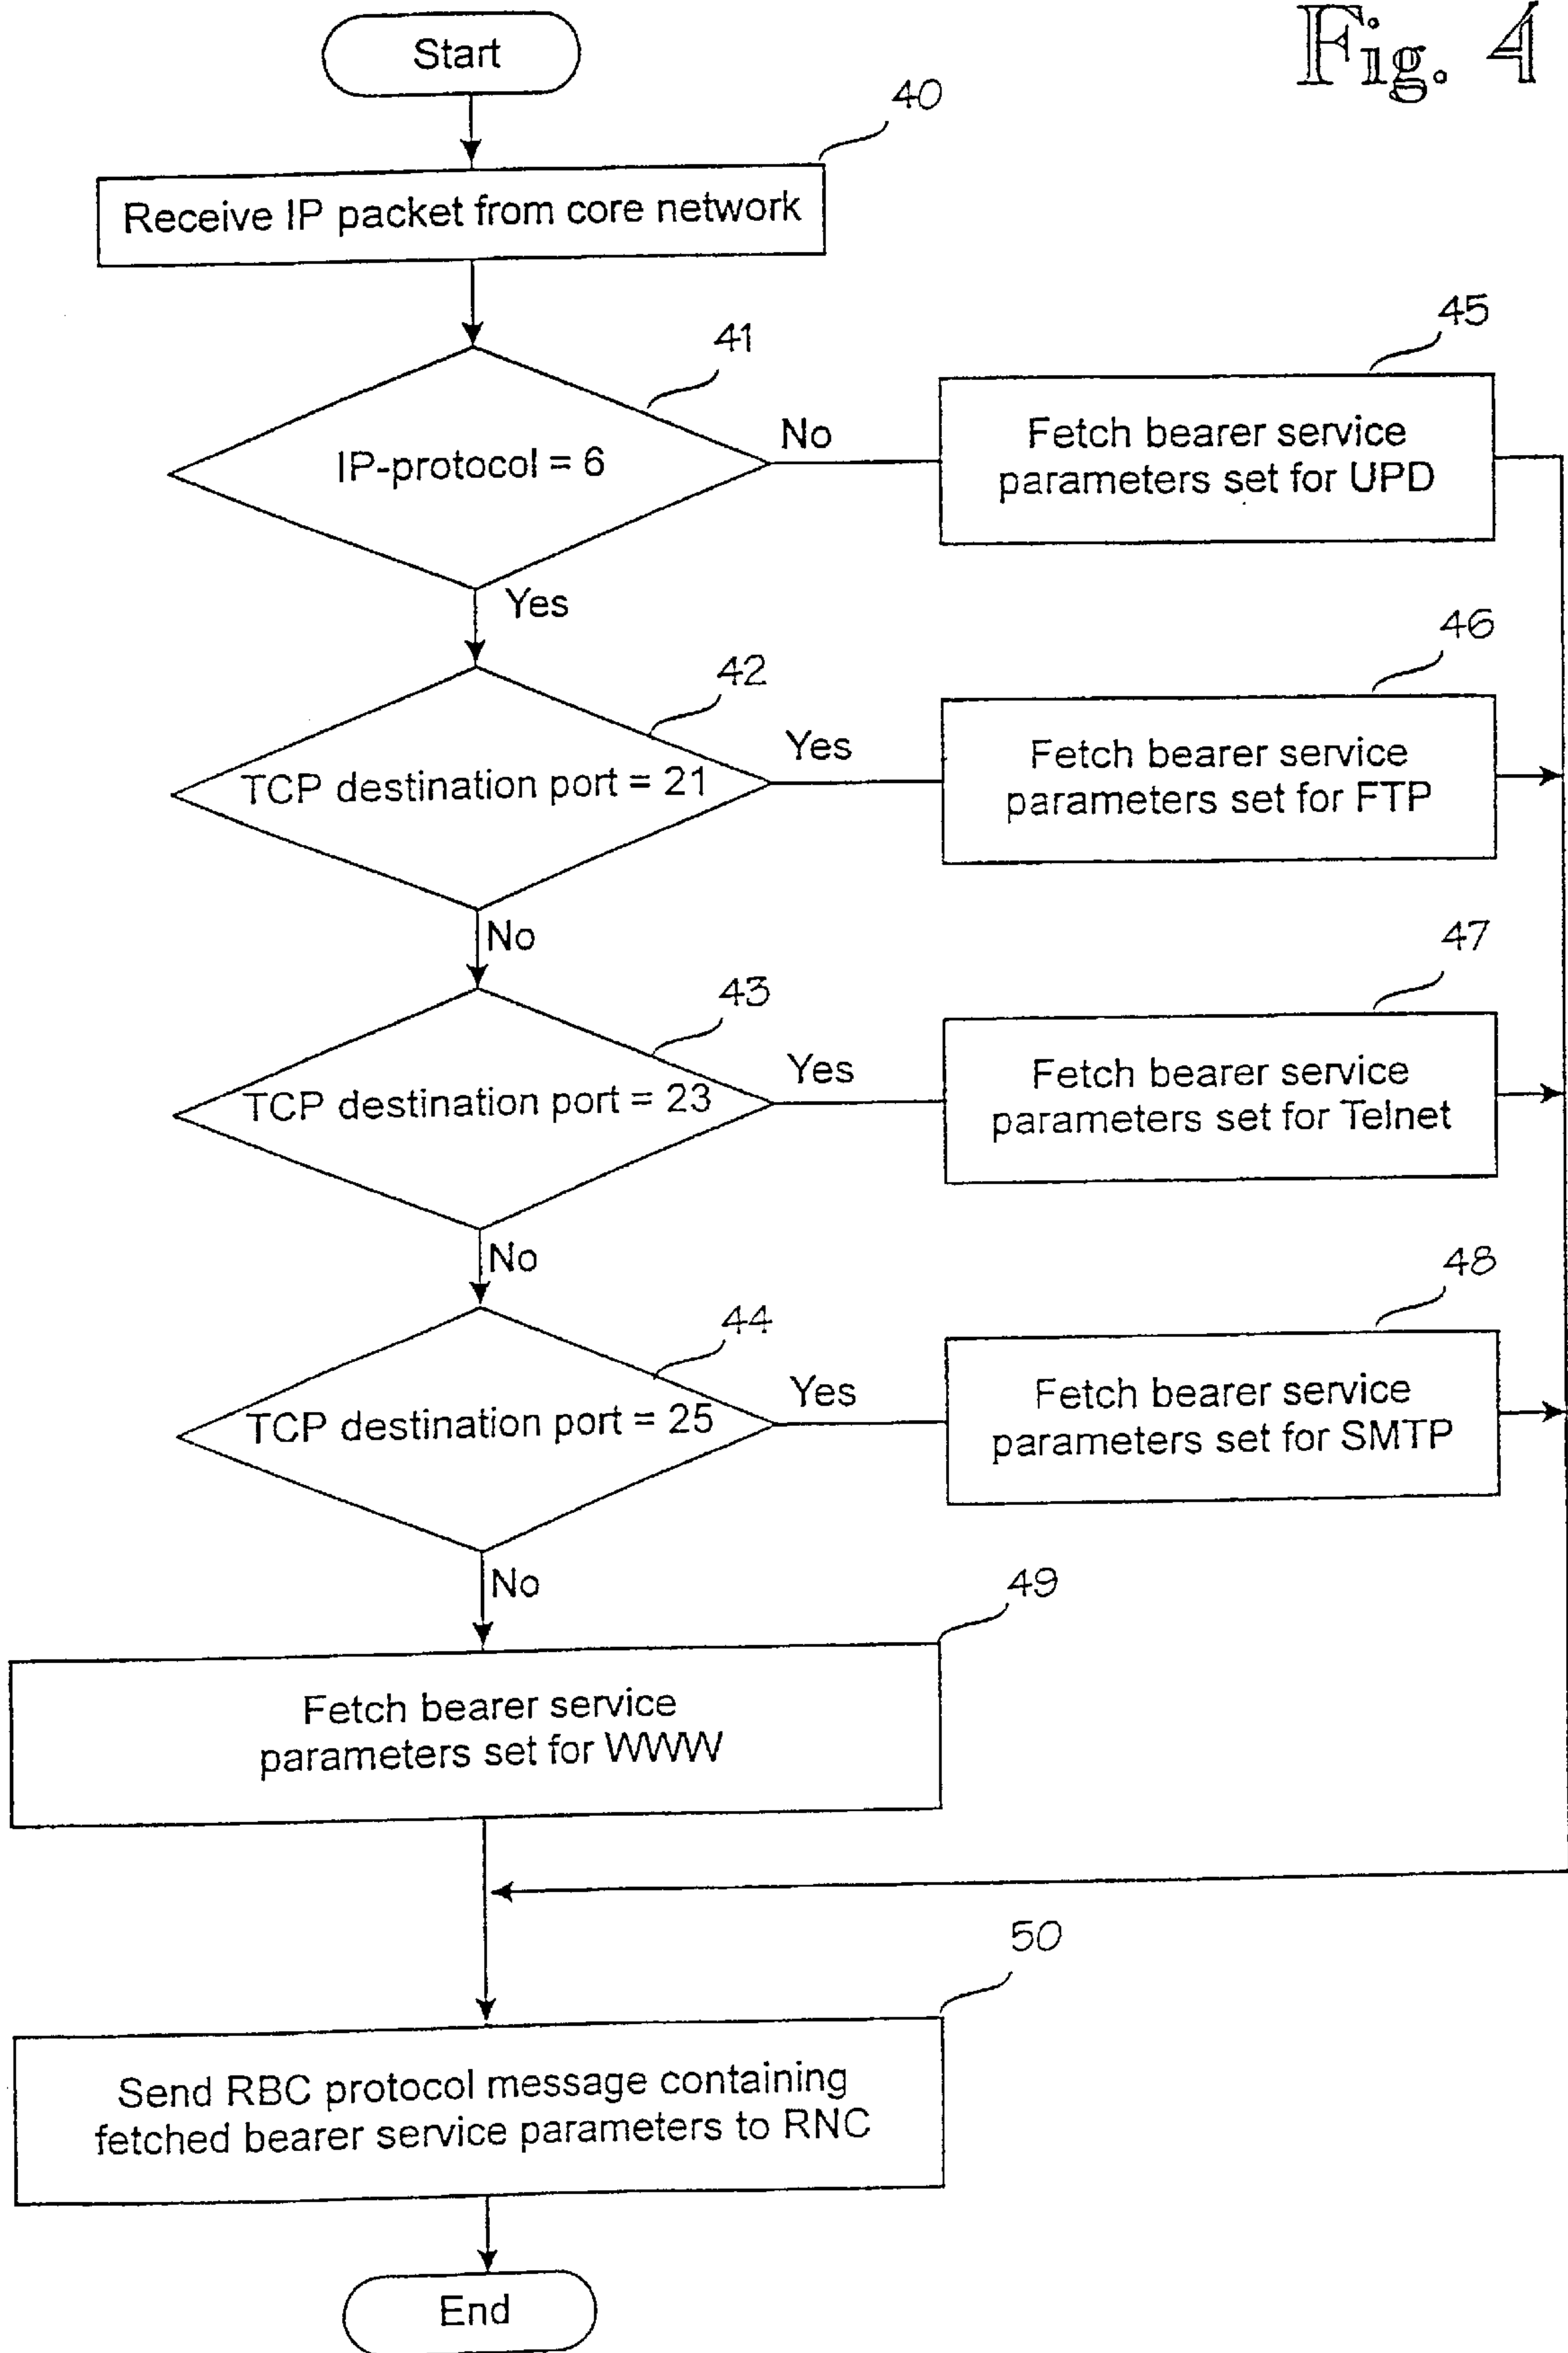 Fig. 4
Start
40
Receive IP packet from core network
41
IP-protocol = 6
No
45
Fetch bearer service
parameters set for UPD
Yes
42
TCP destination port = 21
Yes
46
Fetch bearer service
parameters set for FTP
No
43
TCP destination port = 23
Yes
47
Fetch bearer service
parameters set for Telnet
No
44
TCP destination port = 25
Yes
48
Fetch bearer service
parameters set for SMTP
No
49
Fetch bearer service
parameters set for WWW
50
Send RBC protocol message containing
fetched bearer service parameters to RNC
End